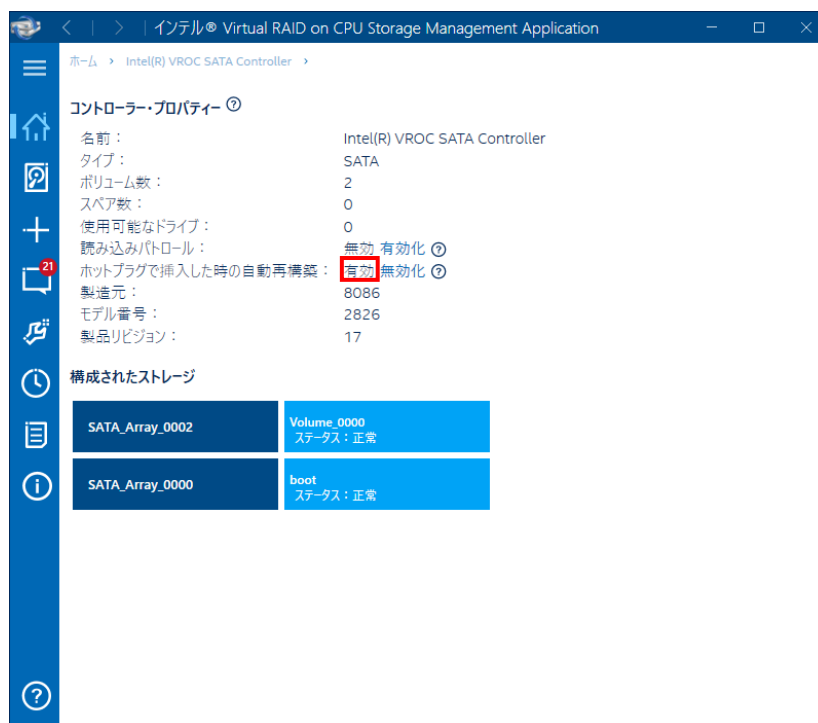 インテル® Virtual RAID on CPU Storage Management Application
ホーム › Intel(R) VROC SATA Controller ›
コントローラー・プロパティー ?
名前： Intel(R) VROC SATA Controller
タイプ： SATA
ボリューム数： 2
スペア数： 0
使用可能なドライブ： 0
読み込みパトロール： 無効 有効化 ?
ホットプラグで挿入した時の自動再構築： 有効 無効化 ?
製造元： 8086
モデル番号： 2826
製品リビジョン： 17
21
構成されたストレージ
SATA_Array_0002
Volume_0000
ステータス：正常
SATA_Array_0000
boot
ステータス：正常